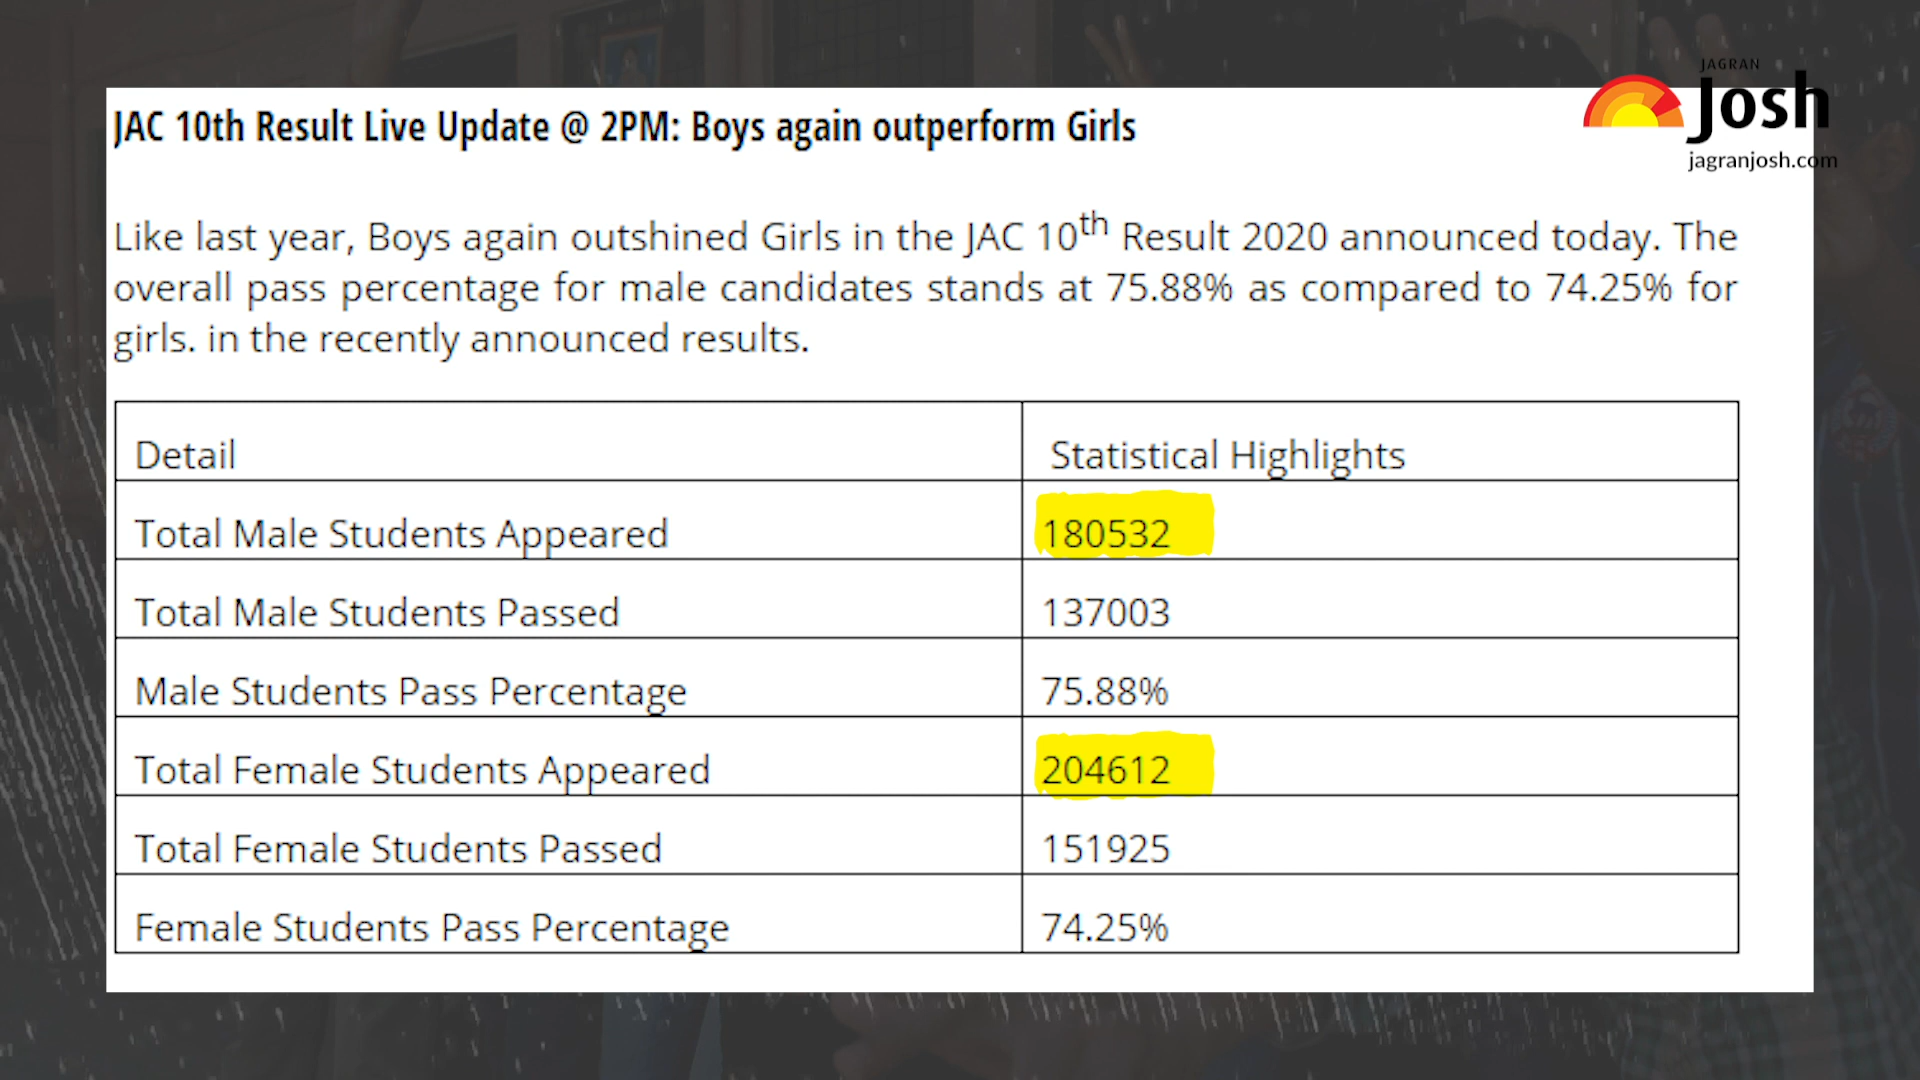 JAGRAN
Josh
jagranjosh.com
JAC 10th Result Live Update @ 2PM: Boys again outperform Girls
Like last year, Boys again outshined Girls in the JAC 10th Result 2020 announced today. The
overall pass percentage for male candidates stands at 75.88% as compared to 74.25% for
girls. in the recently announced results.
Detail Statistical Highlights
Total Male Students Appeared 180532
Total Male Students Passed 137003
Male Students Pass Percentage 75.88%
Total Female Students Appeared 204612
Total Female Students Passed 151925
Female Students Pass Percentage 74.25%